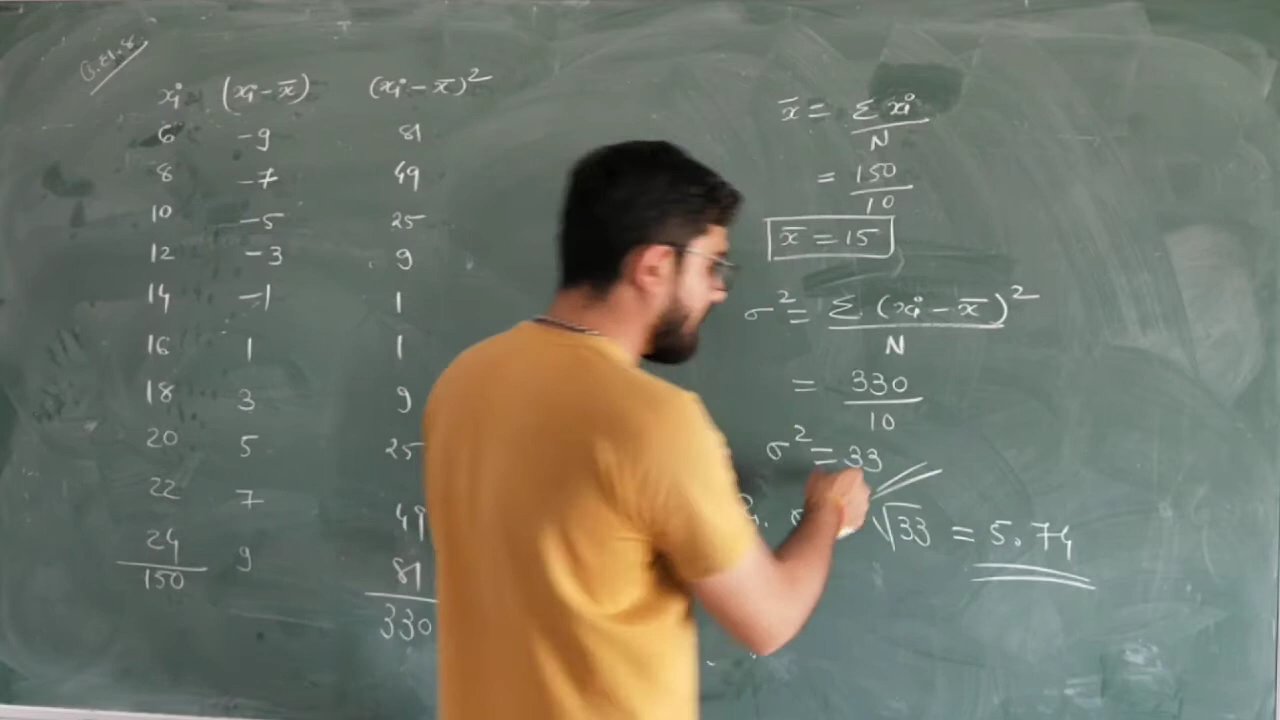 xi (xi - x̄) (xi - x̄)²
6 -9 81
8 -7 49
10 -5 25
12 -3 9
14 -1 1
16 1 1
18 3 9
20 5 25
22 7 49
24 9 81
150 330
x̄ = Σ xi / N
= 150 / 10
x̄ = 15
σ² = Σ (xi - x̄)² / N
= 330 / 10
σ² = 33
√33 = 5.74